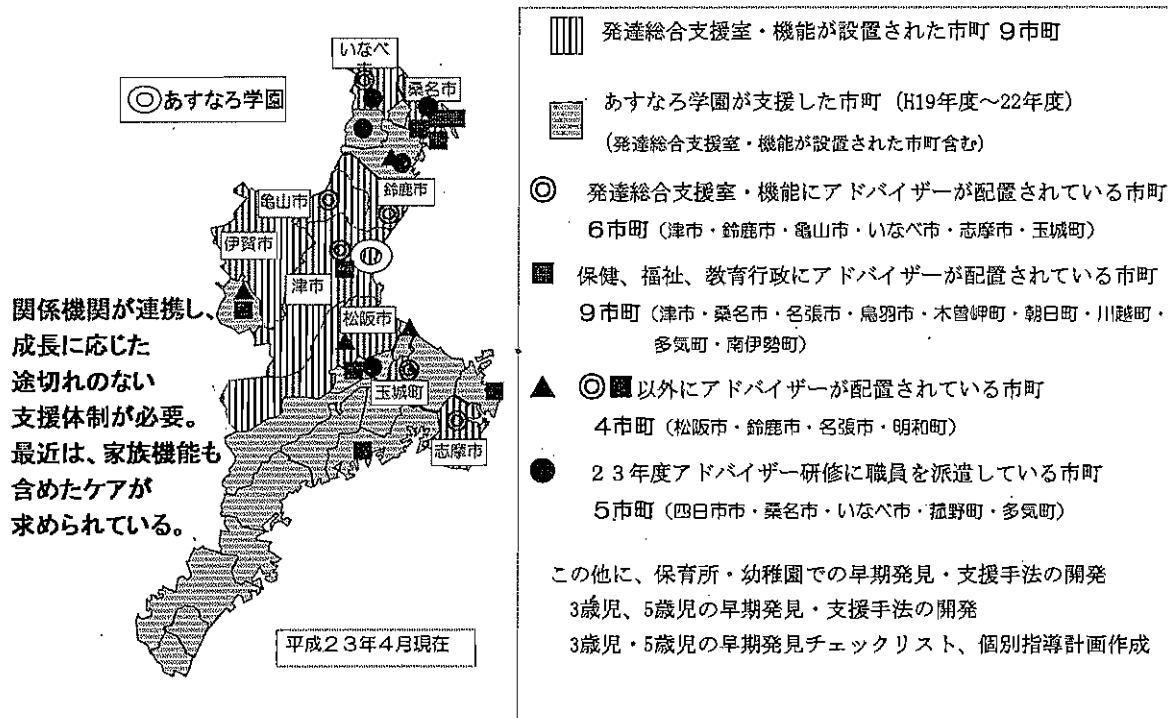 いなべ
桑名市
◎あすなろ学園
鈴鹿市
亀山市
伊賀市
津市
松阪市
玉城町
志摩市
関係機関が連携し、
成長に応じた
途切れのない
支援体制が必要。
最近は、家族機能も
含めたケアが
求められている。
平成23年4月現在
発達総合支援室・機能が設置された市町 9市町
あすなろ学園が支援した市町 (H19年度~22年度)
(発達総合支援室・機能が設置された市町含む)
◎ 発達総合支援室・機能にアドバイザーが配置されている市町
6市町 (津市・鈴鹿市・亀山市・いなべ市・志摩市・玉城町)
■ 保健、福祉、教育行政にアドバイザーが配置されている市町
9市町 (津市・桑名市・名張市・鳥羽市・木曽岬町・朝日町・川越町・
多気町・南伊勢町)
▲ ◎■以外にアドバイザーが配置されている市町
4市町 (松阪市・鈴鹿市・名張市・明和町)
● 23年度アドバイザー研修に職員を派遣している市町
5市町 (四日市市・桑名市・いなべ市・菰野町・多気町)
この他に、保育所・幼稚園での早期発見・支援手法の開発
3歳児、5歳児の早期発見・支援手法の開発
3歳児・5歳児の早期発見チェックリスト、個別指導計画作成